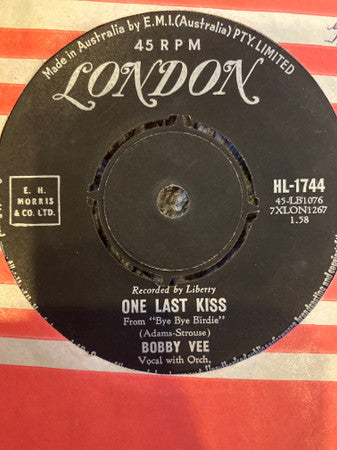 Made in Australia by E.M.I.(Australia) PTY. LIMITED
45 RPM
LONDON
E. H.
MORRIS
& CO. LTD.
HL-1744
45-LB1076
7XLON1267
1.58
Recorded by Liberty
ONE LAST KISS
From "Bye Bye Birdie"
(Adams-Strouse)
BOBBY VEE
Vocal with Orch.